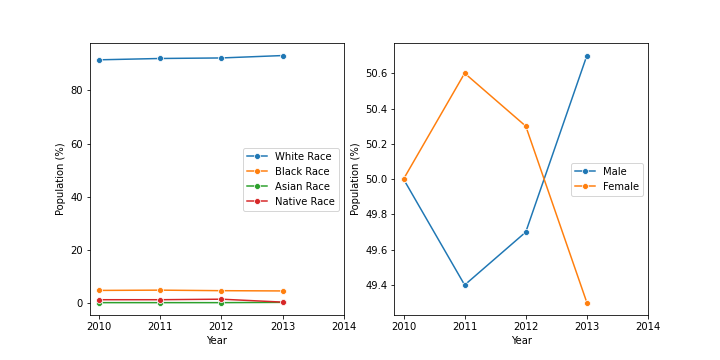 Population (%)
80
60
40
20
0
White Race
Black Race
Asian Race
Native Race
2010 2011 2012 2013 2014
Year
Population (%)
50.6
50.4
50.2
50.0
49.8
49.6
49.4
Male
Female
2010 2011 2012 2013 2014
Year